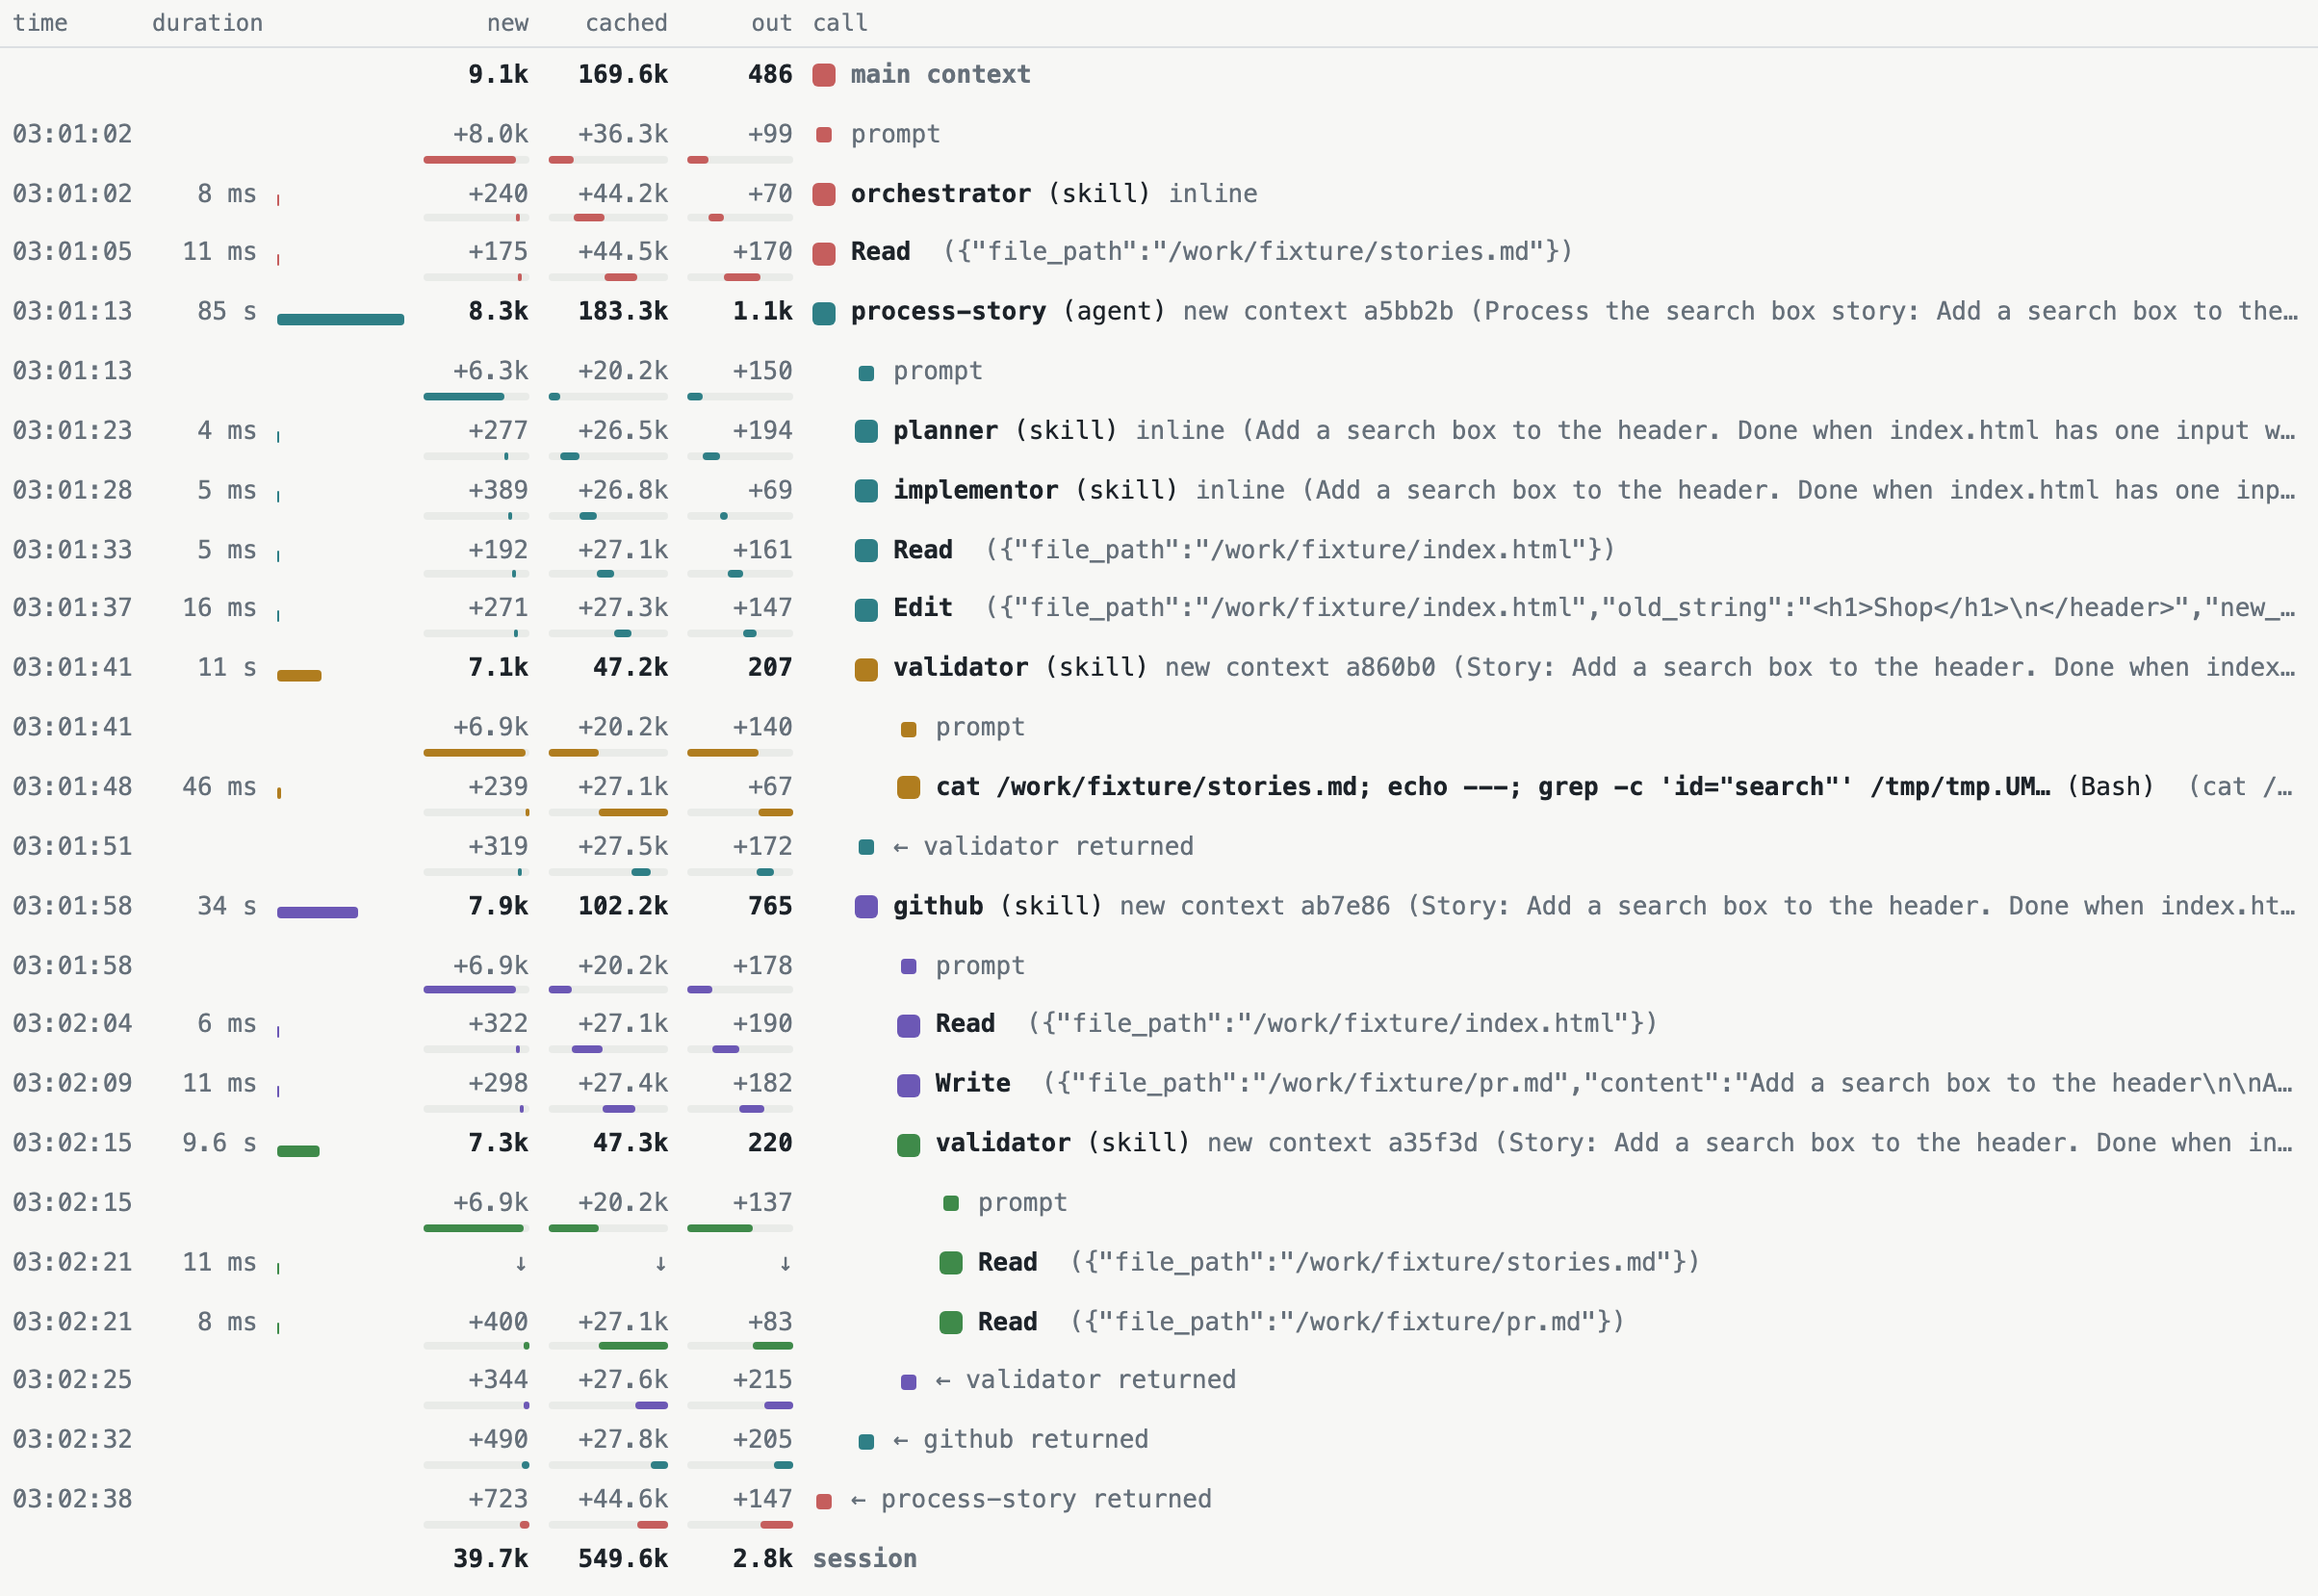 time duration new cached out call
9.1k 169.6k 486 main context
03:01:02 +8.0k +36.3k +99 prompt
03:01:02 8 ms +240 +44.2k +70 orchestrator (skill) inline
03:01:05 11 ms +175 +44.5k +170 Read ({"file_path":"/work/fixture/stories.md"})
03:01:13 85 s 8.3k 183.3k 1.1k process-story (agent) new context a5bb2b (Process the search box story: Add a search box to the…
03:01:13 +6.3k +20.2k +150 prompt
03:01:23 4 ms +277 +26.5k +194 planner (skill) inline (Add a search box to the header. Done when index.html has one input w…
03:01:28 5 ms +389 +26.8k +69 implementor (skill) inline (Add a search box to the header. Done when index.html has one inp…
03:01:33 5 ms +192 +27.1k +161 Read ({"file_path":"/work/fixture/index.html"})
03:01:37 16 ms +271 +27.3k +147 Edit ({"file_path":"/work/fixture/index.html","old_string":"<h1>Shop</h1>\n</header>","new_…
03:01:41 11 s 7.1k 47.2k 207 validator (skill) new context a860b0 (Story: Add a search box to the header. Done when index…
03:01:41 +6.9k +20.2k +140 prompt
03:01:48 46 ms +239 +27.1k +67 cat /work/fixture/stories.md; echo ---; grep -c 'id="search"' /tmp/tmp.UM… (Bash) (cat /…
03:01:51 +319 +27.5k +172 ← validator returned
03:01:58 34 s 7.9k 102.2k 765 github (skill) new context ab7e86 (Story: Add a search box to the header. Done when index.ht…
03:01:58 +6.9k +20.2k +178 prompt
03:02:04 6 ms +322 +27.1k +190 Read ({"file_path":"/work/fixture/index.html"})
03:02:09 11 ms +298 +27.4k +182 Write ({"file_path":"/work/fixture/pr.md","content":"Add a search box to the header\n\nA…
03:02:15 9.6 s 7.3k 47.3k 220 validator (skill) new context a35f3d (Story: Add a search box to the header. Done when in…
03:02:15 +6.9k +20.2k +137 prompt
03:02:21 11 ms ↓ ↓ ↓ Read ({"file_path":"/work/fixture/stories.md"})
03:02:21 8 ms +400 +27.1k +83 Read ({"file_path":"/work/fixture/pr.md"})
03:02:25 +344 +27.6k +215 ← validator returned
03:02:32 +490 +27.8k +205 ← github returned
03:02:38 +723 +44.6k +147 ← process-story returned
39.7k 549.6k 2.8k session